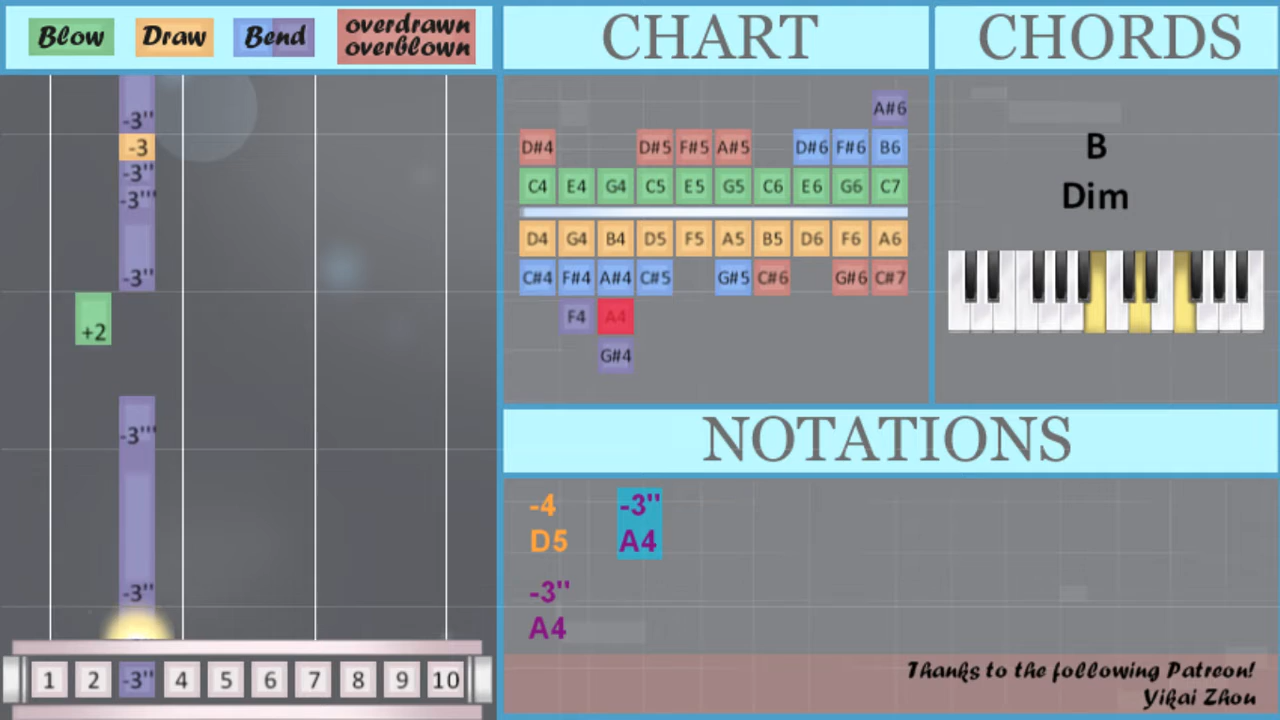 Blow
Draw
Bend
overdrawn
overblown
CHART
CHORDS
-3''
-3
-3''
-3'''
-3''
+2
-3'''
-3''
1 2 -3'' 4 5 6 7 8 9 10
A#6
D#4 D#5 F#5 A#5 D#6 F#6 B6
C4 E4 G4 C5 E5 G5 C6 E6 G6 C7
D4 G4 B4 D5 F5 A5 B5 D6 F6 A6
C#4 F#4 A#4 C#5 G#5 C#6 G#6 C#7
F4 A4
G#4
B
Dim
NOTATIONS
-4 -3''
D5 A4
-3''
A4
Thanks to the following Patreon!
Yikai Zhou